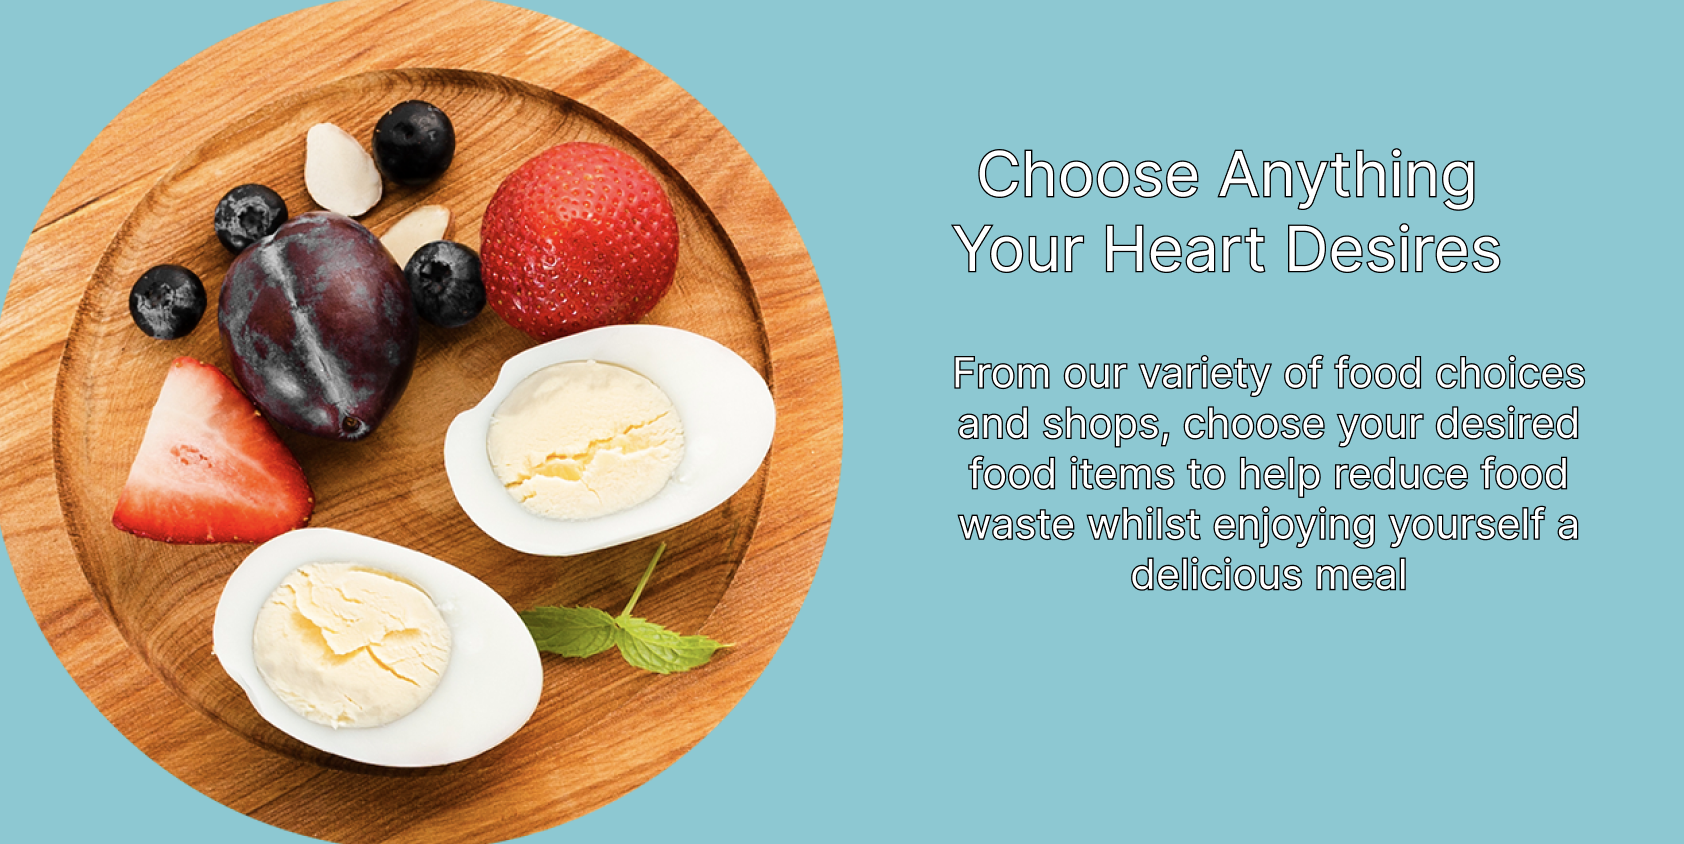 Choose Anything
Your Heart Desires
From our variety of food choices
and shops, choose your desired
food items to help reduce food
waste whilst enjoying yourself a
delicious meal